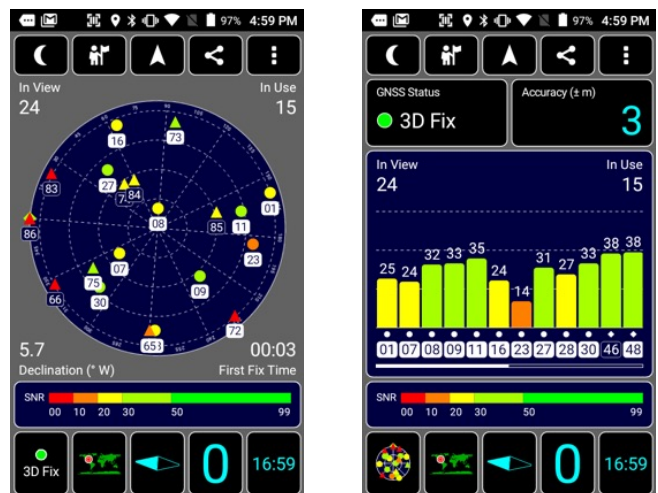 97% 4:59 PM
In View
24
In Use
15
73
16
83
27
84
01
08
85
11
86
23
07
75
30
09
66
72
5.7
00:03
Declination (° W)
First Fix Time
SNR
00 10 20 30 50 99
3D Fix
0
16:59
97% 4:59 PM
GNSS Status
3D Fix
Accuracy (± m)
3
In View
24
In Use
15
25 24 32 33 35 24 14 31 27 33 38 38
01 07 08 09 11 16 23 27 28 30 46 48
SNR
00 10 20 30 50 99
0
16:59